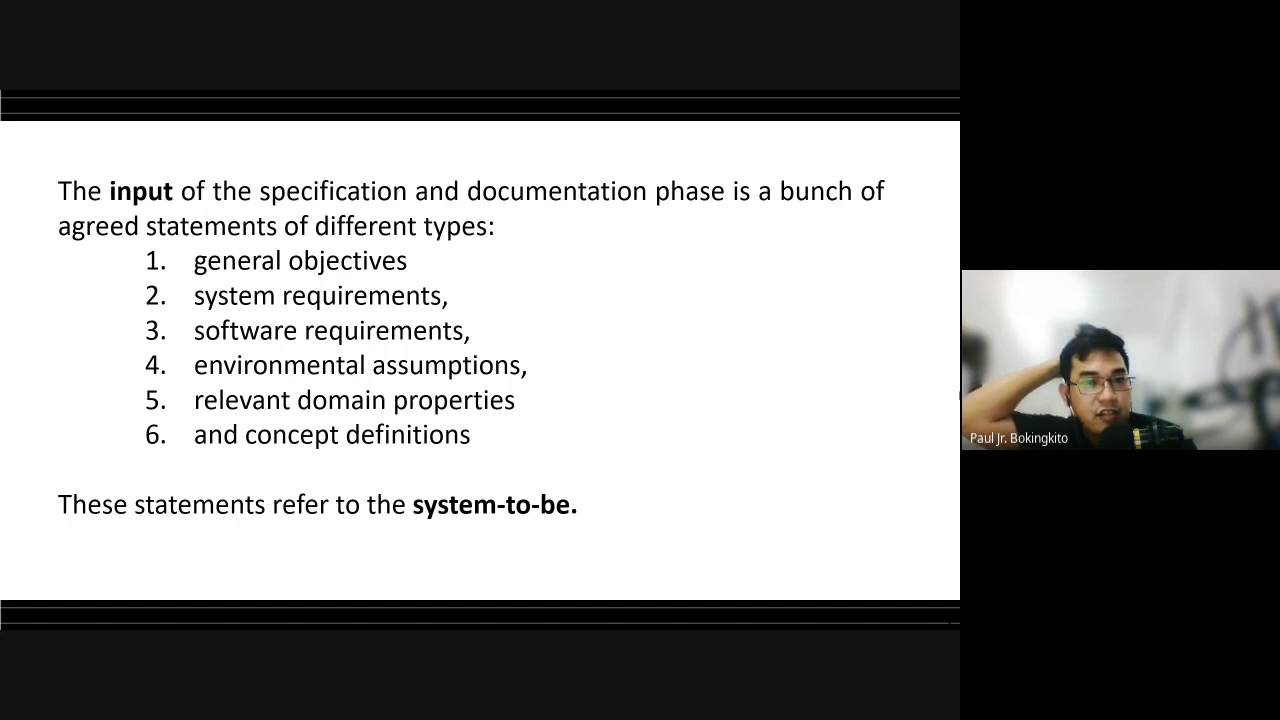 The input of the specification and documentation phase is a bunch of
agreed statements of different types:
1. general objectives
2. system requirements,
3. software requirements,
4. environmental assumptions,
5. relevant domain properties
6. and concept definitions
These statements refer to the system-to-be.
Paul Jr. Bokingkito